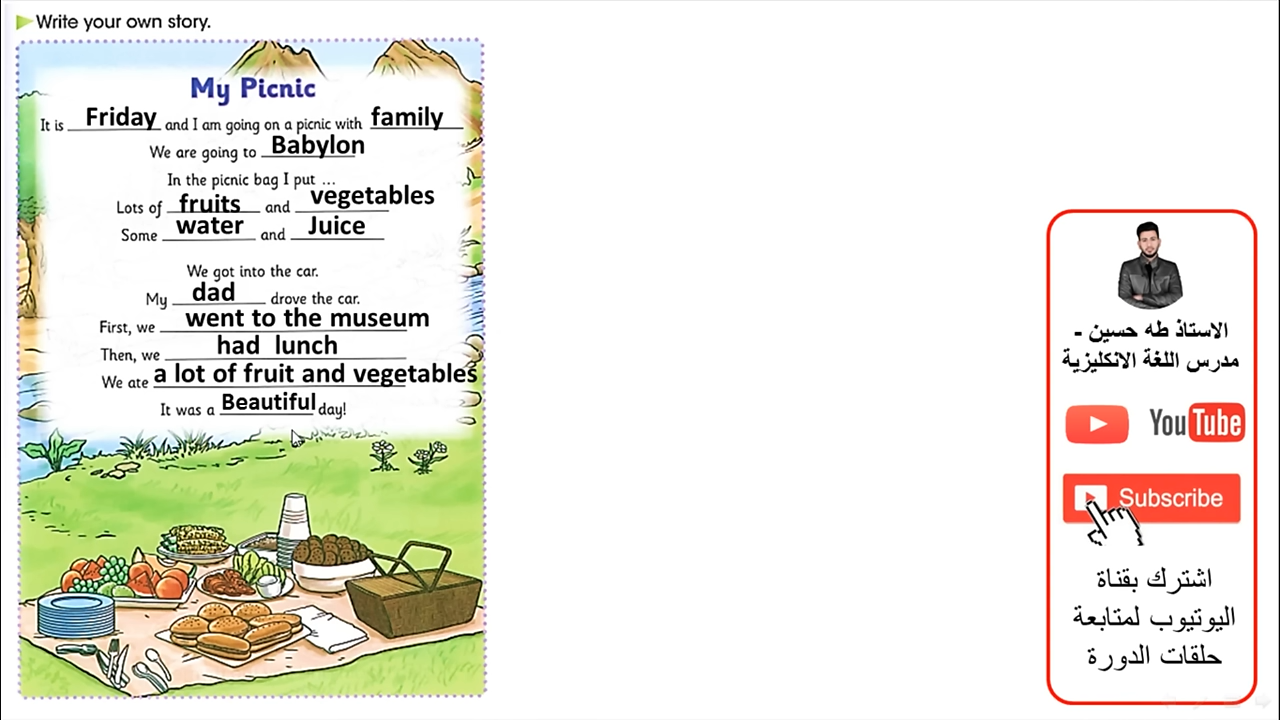 Write your own story.
My Picnic
It is Friday and I am going on a picnic with family
We are going to Babylon
In the picnic bag I put ...
Lots of fruits and vegetables
Some water and Juice
We got into the car.
My dad drove the car.
First, we went to the museum
Then, we had lunch
We ate a lot of fruit and vegetables
It was a Beautiful day!
الاستاذ طه حسين -
مدرس اللغة الانكليزية
YouTube
Subscribe
اشترك بقناة
اليوتيوب لمتابعة
حلقات الدورة